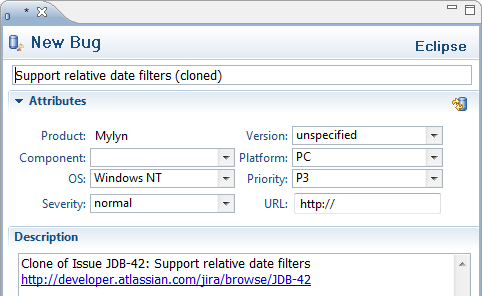 *
New Bug
Eclipse
Support relative date filters (cloned)
Attributes
Product: Mylyn Version: unspecified
Component: Platform: PC
OS: Windows NT Priority: P3
Severity: normal URL: http://
Description
Clone of Issue JDB-42: Support relative date filters
http://developer.atlassian.com/jira/browse/JDB-42